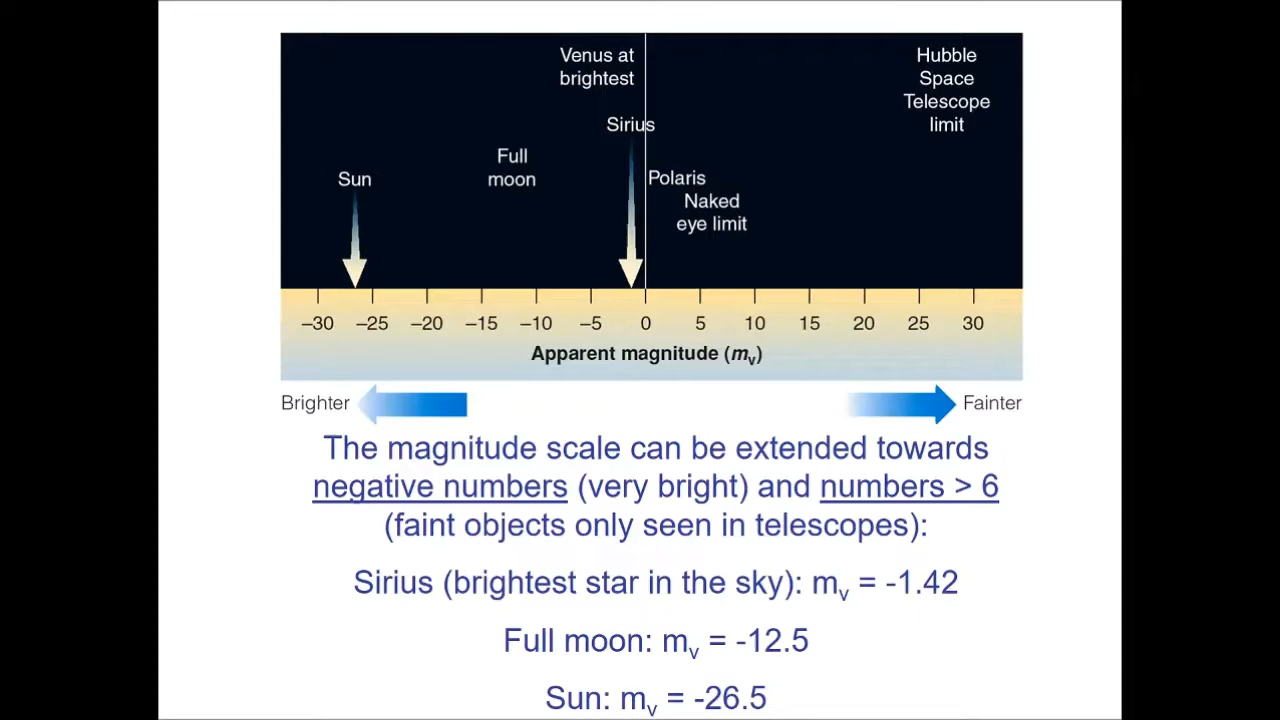 Venus at
brightest
Hubble
Space
Telescope
limit
Sirius
Full
moon
Sun
Polaris
Naked
eye limit
–30 –25 –20 –15 –10 –5 0 5 10 15 20 25 30
Apparent magnitude (mv)
Brighter
Fainter
The magnitude scale can be extended towards
negative numbers (very bright) and numbers > 6
(faint objects only seen in telescopes):
Sirius (brightest star in the sky): mv = -1.42
Full moon: mv = -12.5
Sun: mv = -26.5